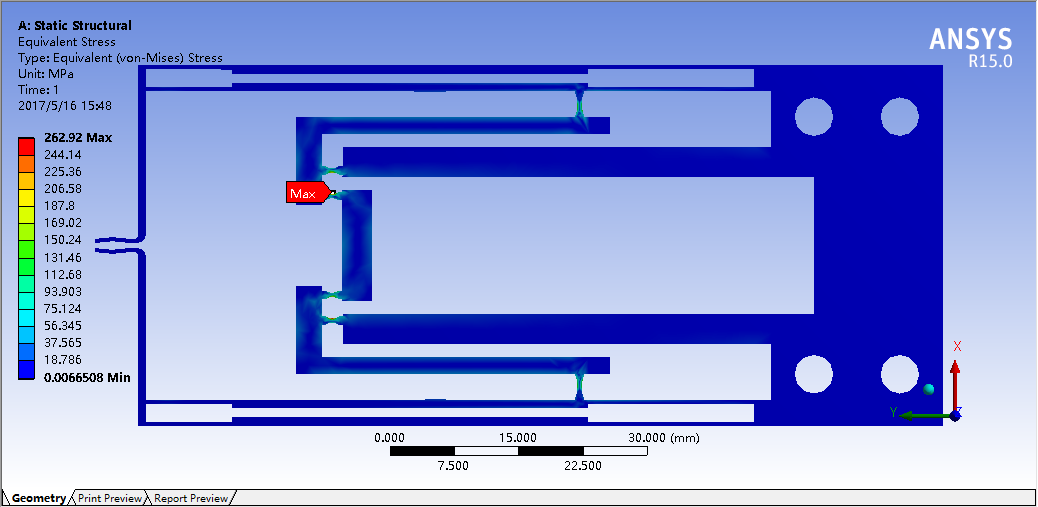 A: Static Structural
Equivalent Stress
Type: Equivalent (von-Mises) Stress
Unit: MPa
Time: 1
2017/5/16 15:48
ANSYS
R15.0
262.92 Max
244.14
225.36
206.58
187.8
169.02
150.24
131.46
112.68
93.903
75.124
56.345
37.565
18.786
0.0066508 Min
Max
X
Y
Z
0.000 15.000 30.000 (mm)
7.500 22.500
Geometry Print Preview Report Preview